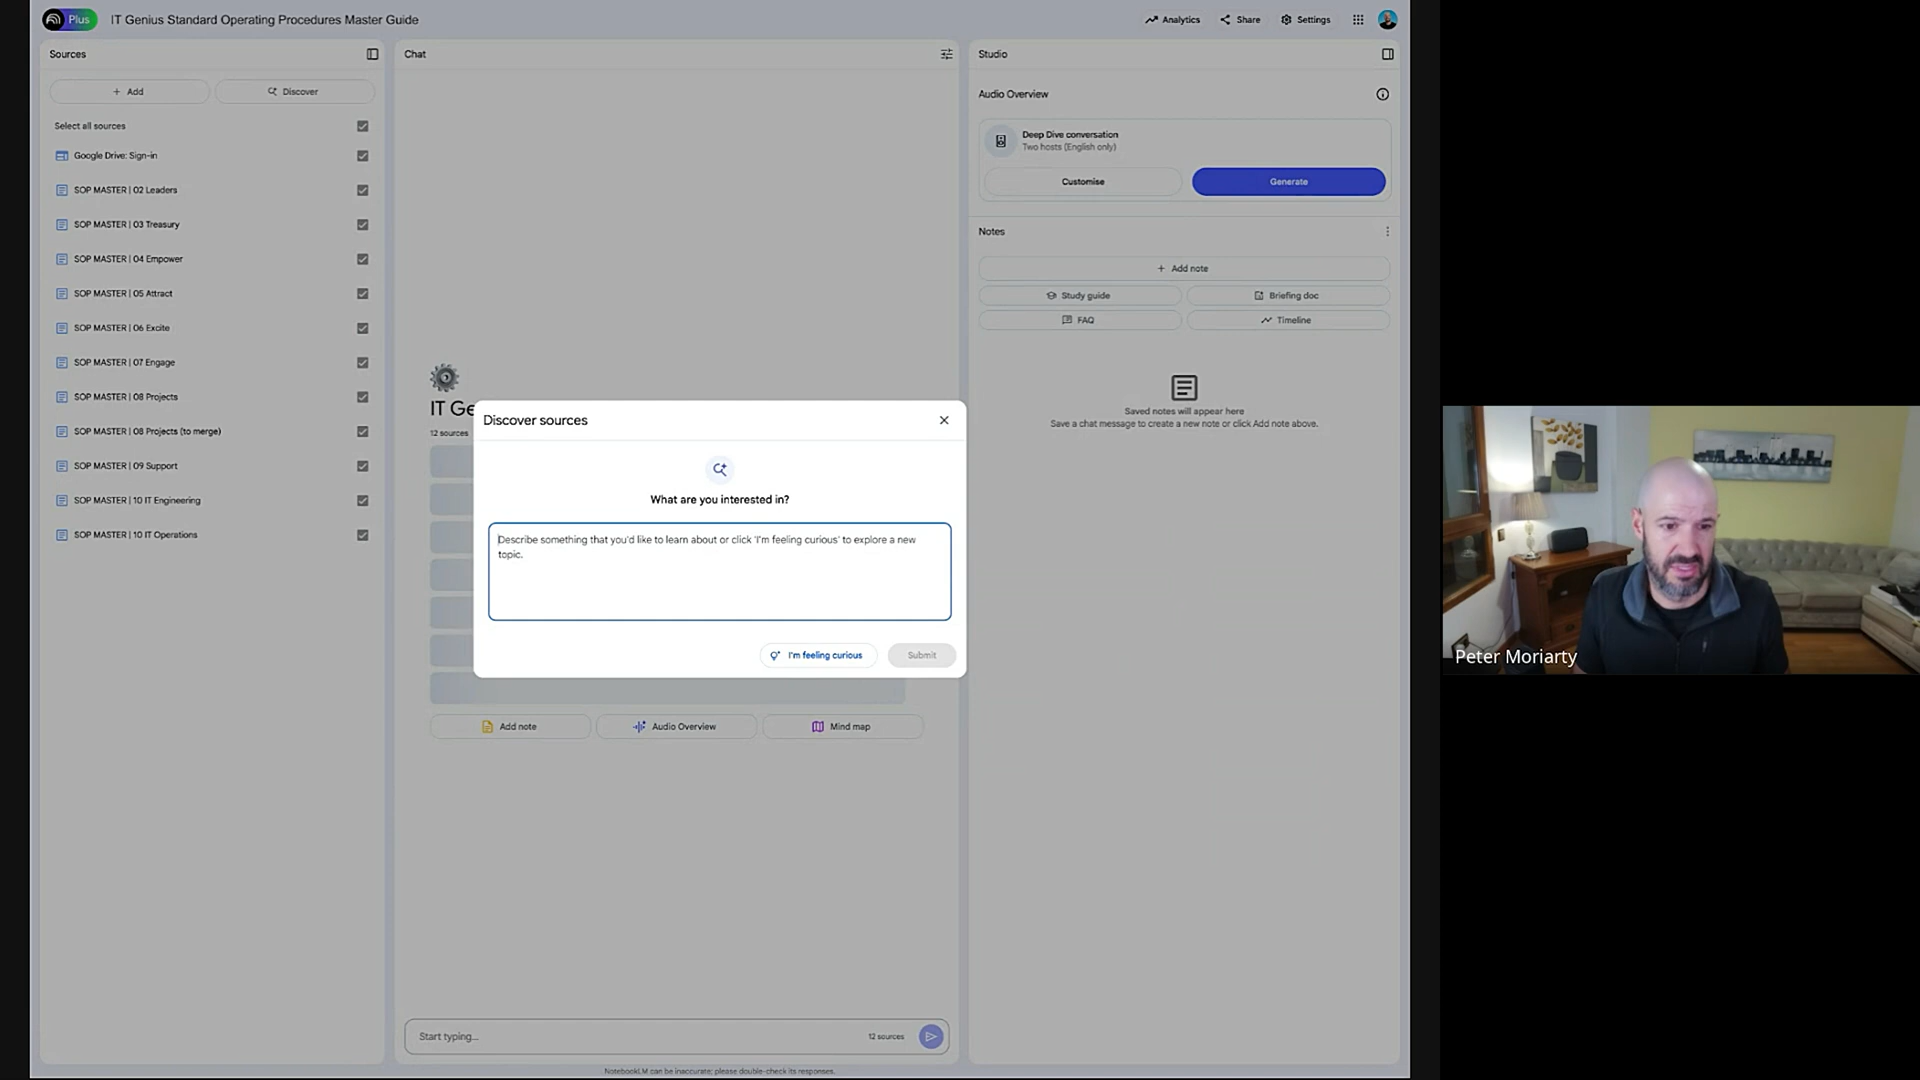 Plus
IT Genius Standard Operating Procedures Master Guide
Analytics
Share
Settings
Sources
Add
Discover
Select all sources
Google Drive: Sign-in
SOP MASTER | 02 Leaders
SOP MASTER | 03 Treasury
SOP MASTER | 04 Empower
SOP MASTER | 05 Attract
SOP MASTER | 06 Excite
SOP MASTER | 07 Engage
SOP MASTER | 08 Projects
SOP MASTER | 08 Projects (to merge)
SOP MASTER | 09 Support
SOP MASTER | 10 IT Engineering
SOP MASTER | 10 IT Operations
Chat
IT Ge
12 sources
Discover sources
What are you interested in?
Describe something that you'd like to learn about or click 'I'm feeling curious' to explore a new
topic.
I'm feeling curious
Submit
Add note
Audio Overview
Mind map
Start typing...
12 sources
NotebookLM can be inaccurate; please double-check its responses.
Studio
Audio Overview
Deep Dive conversation
Two hosts (English only)
Customise
Generate
Notes
+ Add note
Study guide
Briefing doc
FAQ
Timeline
Saved notes will appear here
Save a chat message to create a new note or click Add note above.
Peter Moriarty